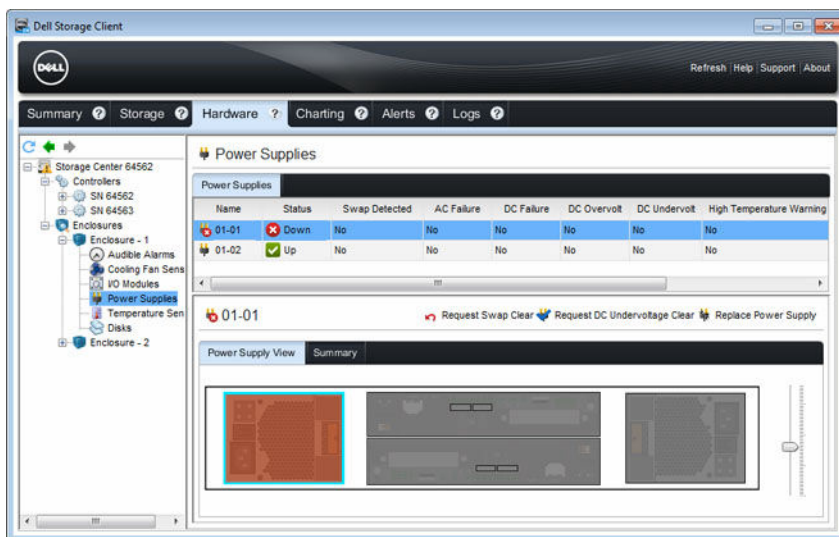 Dell Storage Client
DELL
Refresh | Help | Support | About
Summary ? Storage ? Hardware ? Charting ? Alerts ? Logs ?
Storage Center 64562
Controllers
SN 64562
SN 64563
Enclosures
Enclosure - 1
Audible Alarms
Cooling Fan Sens
I/O Modules
Power Supplies
Temperature Sen
Disks
Enclosure - 2
Power Supplies
Power Supplies
Name Status Swap Detected AC Failure DC Failure DC Overvolt DC Undervolt High Temperature Warning
01-01 Down No No No No No No
01-02 Up No No No No No No
01-01
Request Swap Clear Request DC Undervoltage Clear Replace Power Supply
Power Supply View Summary